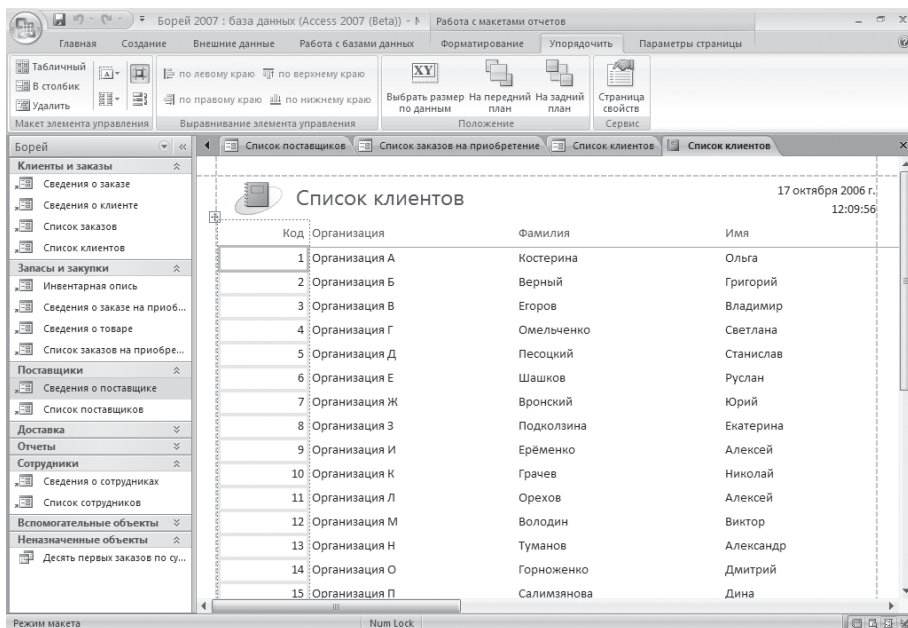 Борей 2007 : база данных (Access 2007 (Beta)) - М
Работа с макетами отчетов
Главная Создание Внешние данные Работа с базами данных Форматирование Упорядочить Параметры страницы
Табличный
В столбик
Удалить
Макет элемента управления
по левому краю по верхнему краю
по правому краю по нижнему краю
Выравнивание элемента управления
Выбрать размер по данным
На передний план
На задний план
Положение
Страница свойств
Сервис
Борей
Клиенты и заказы
Сведения о заказе
Сведения о клиенте
Список заказов
Список клиентов
Запасы и закупки
Инвентарная опись
Сведения о заказе на приоб...
Сведения о товаре
Список заказов на приобре...
Поставщики
Сведения о поставщике
Список поставщиков
Доставка
Отчеты
Сотрудники
Сведения о сотрудниках
Список сотрудников
Вспомогательные объекты
Неназначенные объекты
Десять первых заказов по су...
Список поставщиков Список заказов на приобретение Список клиентов Список клиентов
Список клиентов
17 октября 2006 г.
12:09:56
Код Организация Фамилия Имя
1 Организация А Костерина Ольга
2 Организация Б Верный Григорий
3 Организация В Егоров Владимир
4 Организация Г Омельченко Светлана
5 Организация Д Песоцкий Станислав
6 Организация Е Шашков Руслан
7 Организация Ж Вронский Юрий
8 Организация З Подколзина Екатерина
9 Организация И Ерёменко Алексей
10 Организация К Грачев Николай
11 Организация Л Орехов Алексей
12 Организация М Володин Виктор
13 Организация Н Туманов Александр
14 Организация О Горноженко Дмитрий
15 Организация П Салимзянова Дина
Режим макета Num Lock